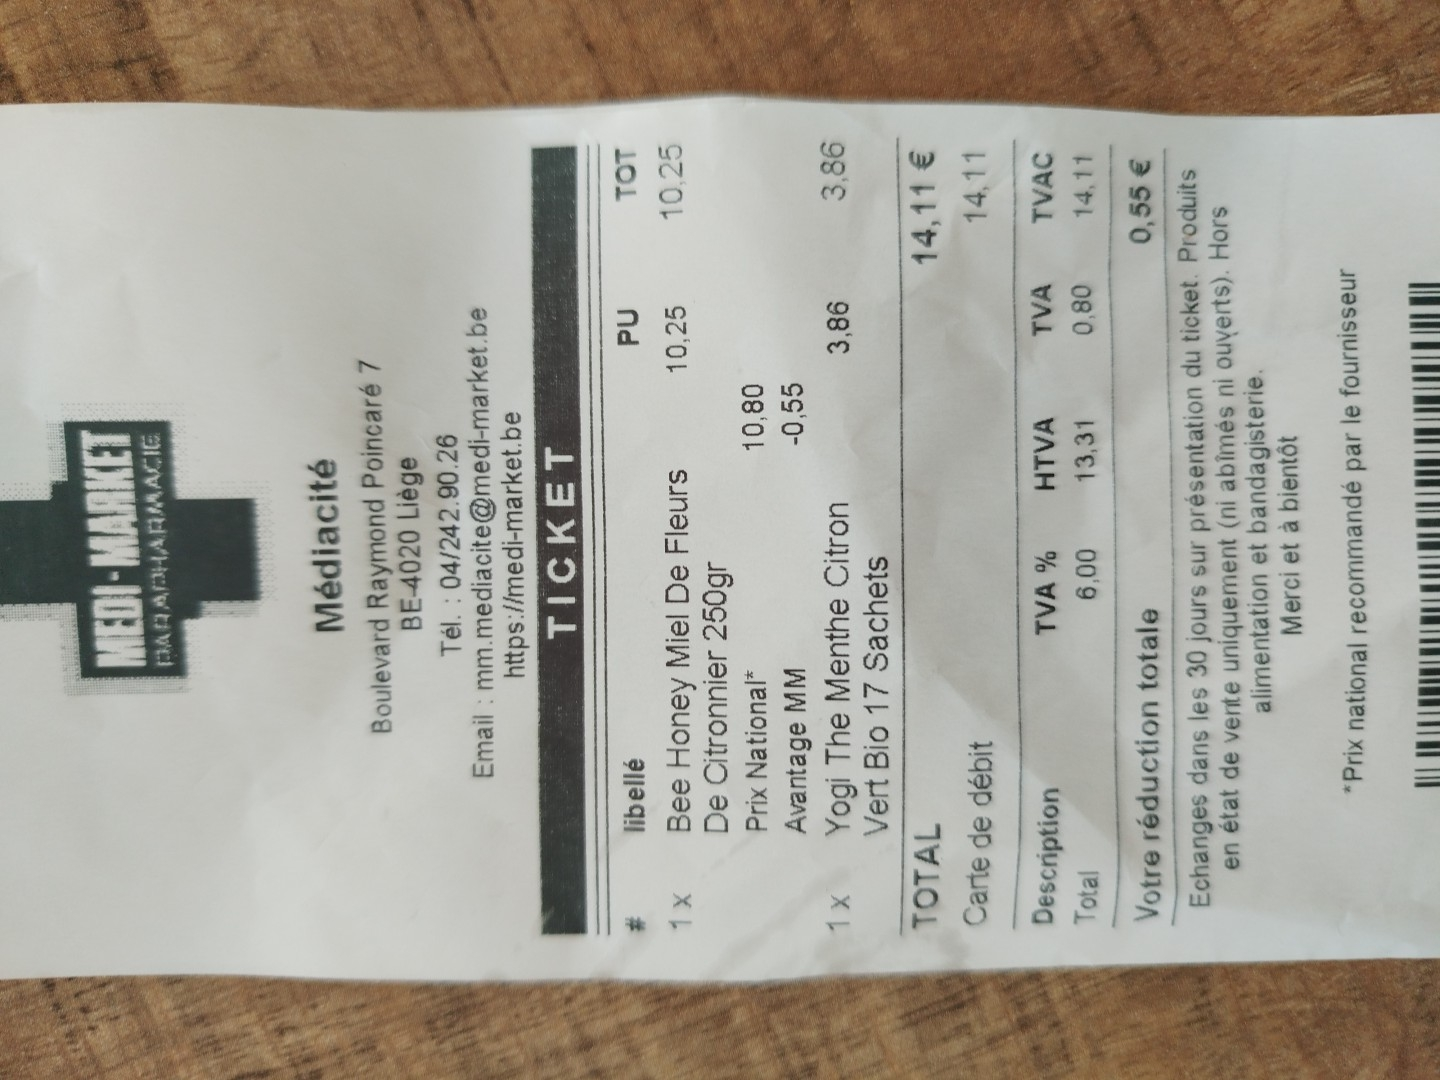 MEDI-MARKET
PARAPHARMACIE
Médiacité
Boulevard Raymond Poincaré 7
BE-4020 Liège
Tél. : 04/242.90.26
Email : mm.mediacite@medi-market.be
https://medi-market.be
TICKET
# libellé PU TOT
1 x Bee Honey Miel De Fleurs 10,25 10,25
De Citronnier 250gr
Prix National* 10,80
Avantage MM -0,55
1 x Yogi The Menthe Citron 3,86 3,86
Vert Bio 17 Sachets
TOTAL 14,11 €
Carte de débit 14,11
Description TVA % HTVA TVA TVAC
Total 6,00 13,31 0,80 14,11
Votre réduction totale 0,55 €
Echanges dans les 30 jours sur présentation du ticket. Produits
en état de vente uniquement (ni abîmés ni ouverts). Hors
alimentation et bandagisterie.
Merci et à bientôt
*Prix national recommandé par le fournisseur